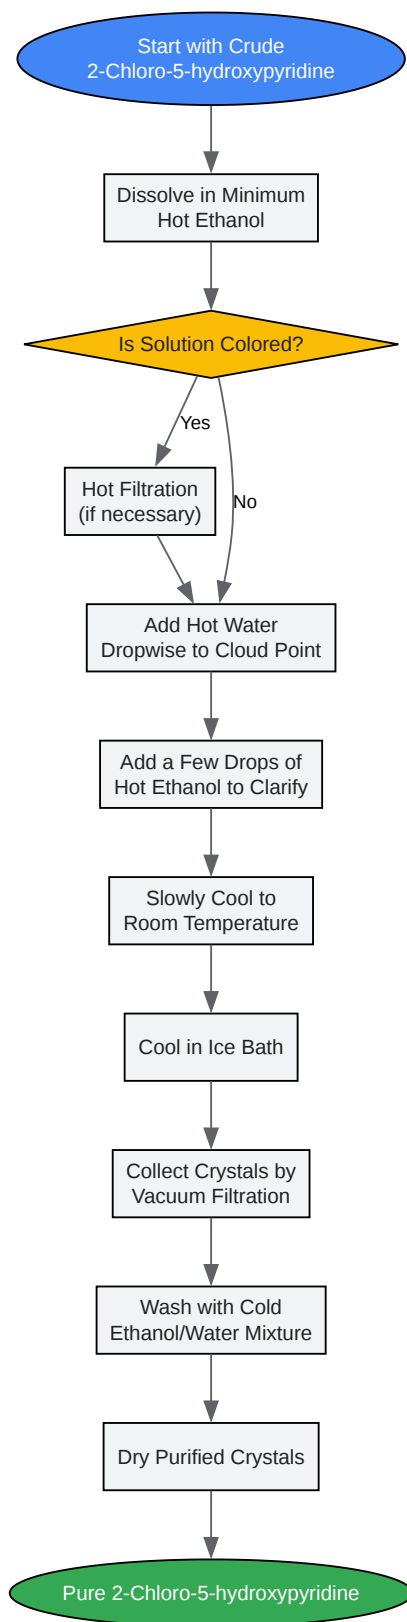 Start with Crude
2-Chloro-5-hydroxypyridine
Dissolve in Minimum
Hot Ethanol
Is Solution Colored?
Yes
Hot Filtration
(if necessary)
No
Add Hot Water
Dropwise to Cloud Point
Add a Few Drops of
Hot Ethanol to Clarify
Slowly Cool to
Room Temperature
Cool in Ice Bath
Collect Crystals by
Vacuum Filtration
Wash with Cold
Ethanol/Water Mixture
Dry Purified Crystals
Pure 2-Chloro-5-hydroxypyridine